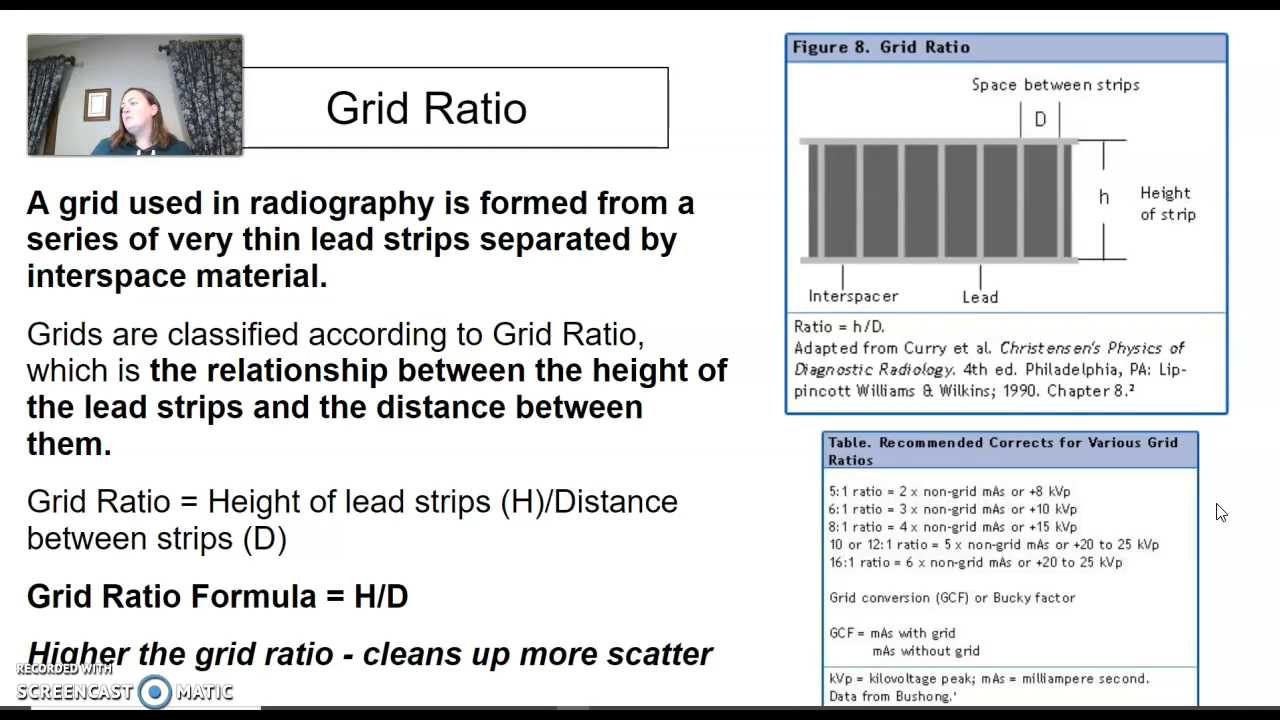 Grid Ratio
A grid used in radiography is formed from a
series of very thin lead strips separated by
interspace material.
Grids are classified according to Grid Ratio,
which is the relationship between the height of
the lead strips and the distance between
them.
Grid Ratio = Height of lead strips (H)/Distance
between strips (D)
Grid Ratio Formula = H/D
Higher the grid ratio - cleans up more scatter
RECORDED WITH
SCREENCAST MATIC
Figure 8. Grid Ratio
Space between strips
D
h
Height
of strip
Interspacer
Lead
Ratio = h/D.
Adapted from Curry et al. Christensen's Physics of
Diagnostic Radiology. 4th ed. Philadelphia, PA: Lip-
pincott Williams & Wilkins; 1990. Chapter 8.²
Table. Recommended Corrects for Various Grid
Ratios
5:1 ratio = 2 x non-grid mAs or +8 kVp
6:1 ratio = 3 x non-grid mAs or +10 kVp
8:1 ratio = 4 x non-grid mAs or +15 kVp
10 or 12:1 ratio = 5 x non-grid mAs or +20 to 25 kVp
16:1 ratio = 6 x non-grid mAs or +20 to 25 kVp
Grid conversion (GCF) or Bucky factor
GCF = mAs with grid
mAs without grid
kVp = kilovoltage peak; mAs = milliampere second.
Data from Bushong.¹